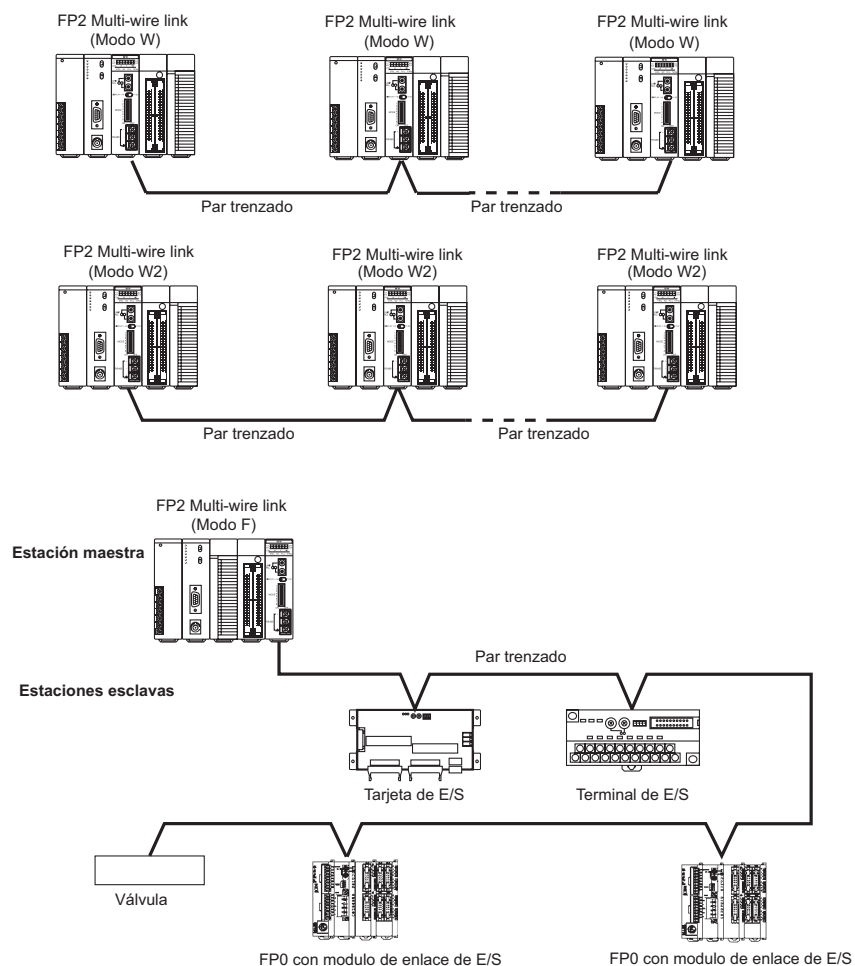 FP2 Multi-wire link
(Modo W)
FP2 Multi-wire link
(Modo W)
FP2 Multi-wire link
(Modo W)
Par trenzado
Par trenzado
FP2 Multi-wire link
(Modo W2)
FP2 Multi-wire link
(Modo W2)
FP2 Multi-wire link
(Modo W2)
Par trenzado
Par trenzado
FP2 Multi-wire link
(Modo F)
Estación maestra
Par trenzado
Estaciones esclavas
Tarjeta de E/S
Terminal de E/S
Válvula
FP0 con modulo de enlace de E/S
FP0 con modulo de enlace de E/S